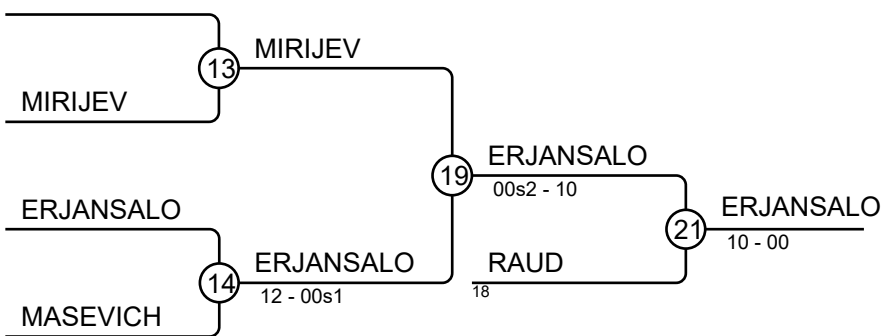 13
MIRIJEV
MIRIJEV
19
ERJANSALO
00s2 - 10
ERJANSALO
21
ERJANSALO
10 - 00
14
ERJANSALO
12 - 00s1
RAUD
18
MASEVICH